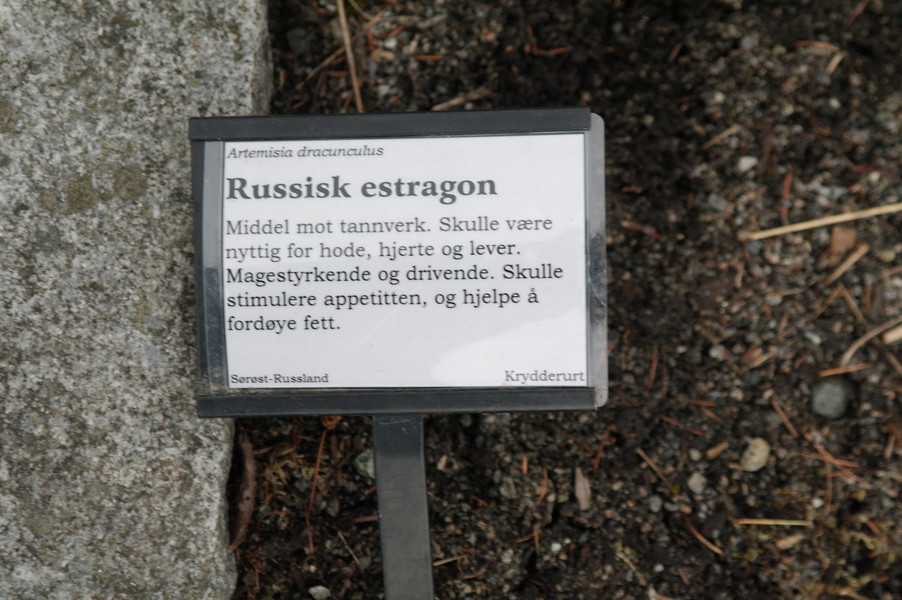 Artemisia dracunculus
Russisk estragon
Middel mot tannverk. Skulle være
nyttig for hode, hjerte og lever.
Magestyrkende og drivende. Skulle
stimulere appetitten, og hjelpe å
fordøye fett.
Sørøst-Russland
Krydderurt